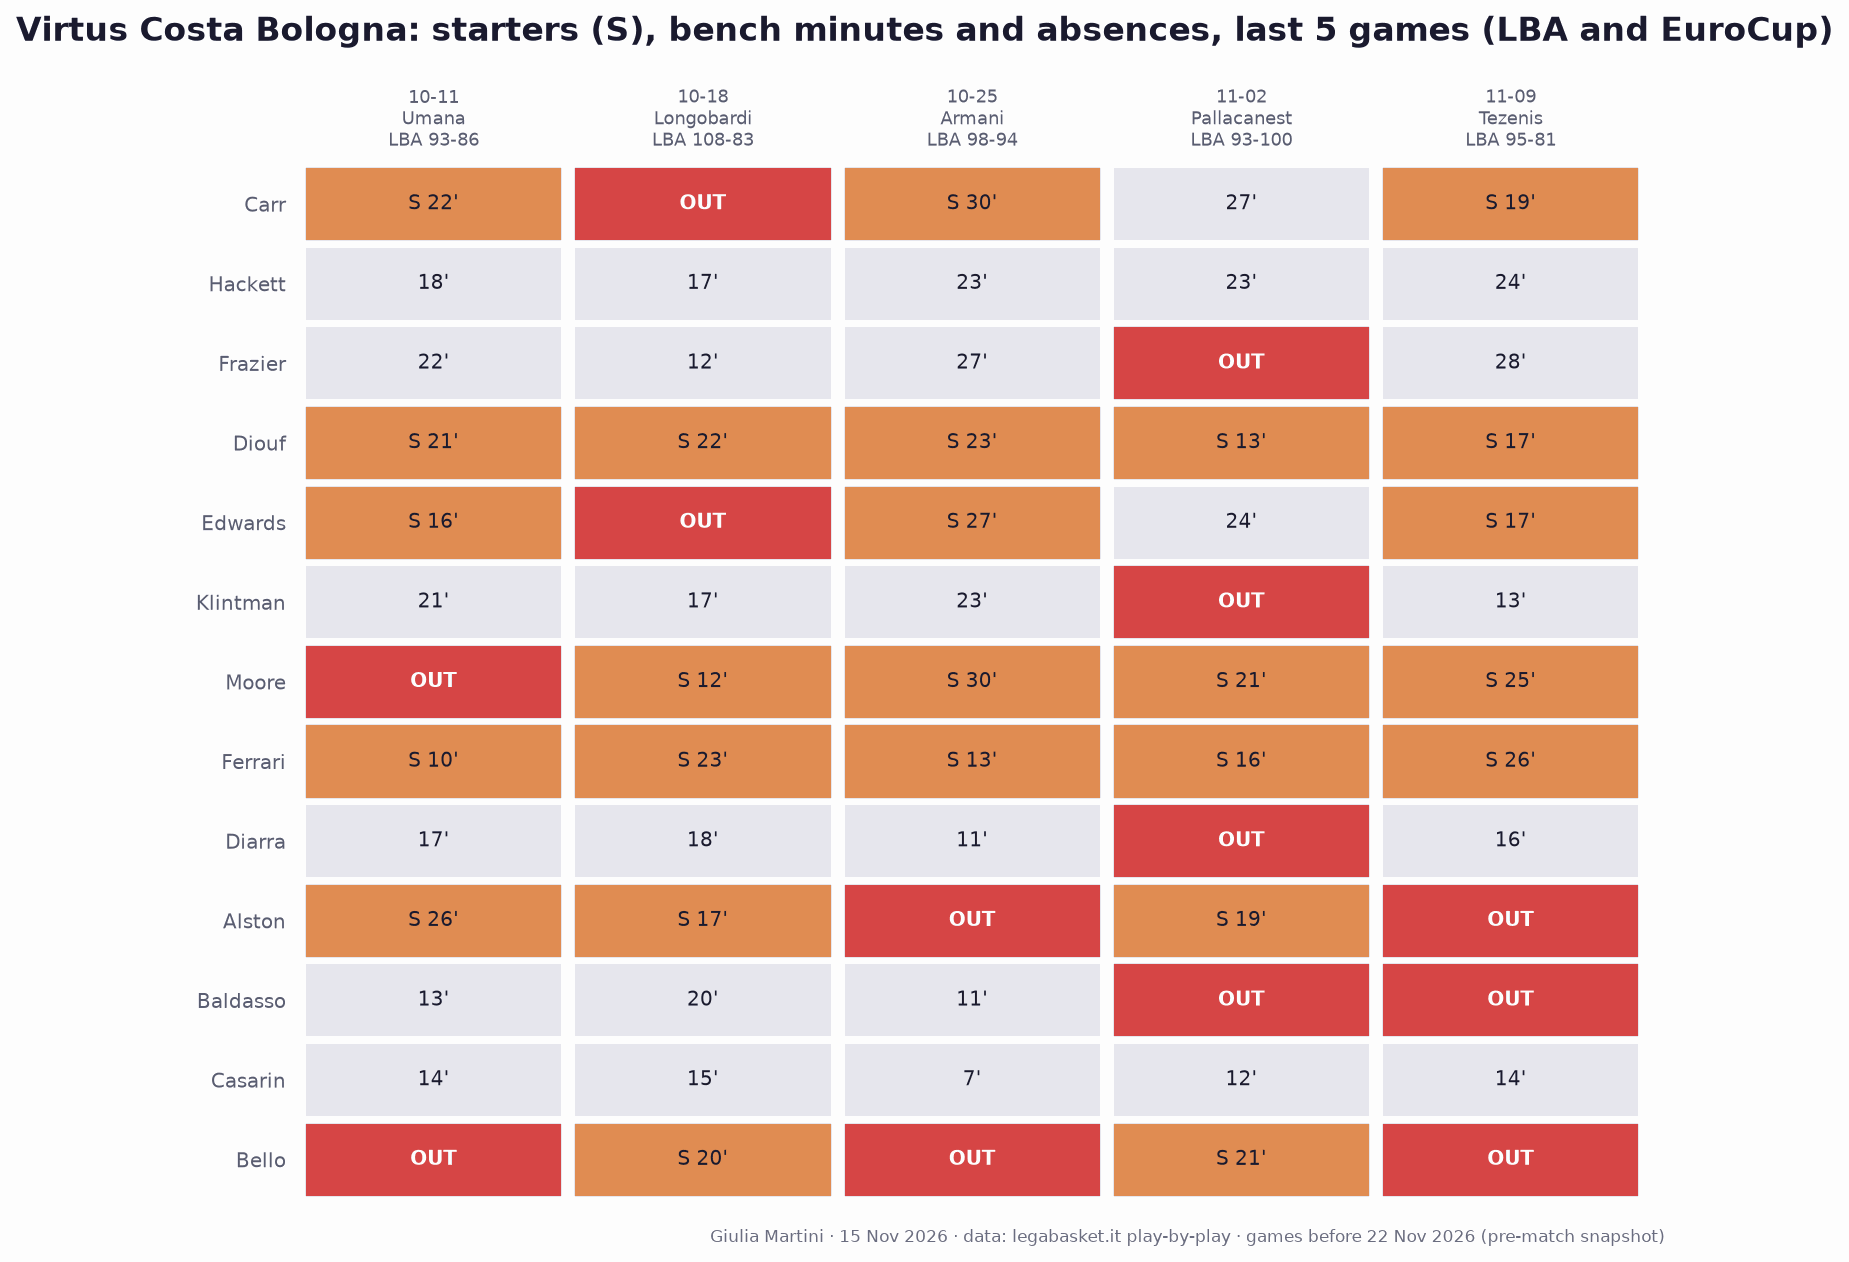 Virtus Costa Bologna: starters (S), bench minutes and absences, last 5 games (LBA and EuroCup)
10-11 10-18 10-25 11-02 11-09
Umana Longobardi Armani Pallacanest Tezenis
LBA 93-86 LBA 108-83 LBA 98-94 LBA 93-100 LBA 95-81
Carr S 22' OUT S 30' 27' S 19'
Hackett 18' 17' 23' 23' 24'
Frazier 22' 12' 27' OUT 28'
Diouf S 21' S 22' S 23' S 13' S 17'
Edwards S 16' OUT S 27' 24' S 17'
Klintman 21' 17' 23' OUT 13'
Moore OUT S 12' S 30' S 21' S 25'
Ferrari S 10' S 23' S 13' S 16' S 26'
Diarra 17' 18' 11' OUT 16'
Alston S 26' S 17' OUT S 19' OUT
Baldasso 13' 20' 11' OUT OUT
Casarin 14' 15' 7' 12' 14'
Bello OUT S 20' OUT S 21' OUT
Giulia Martini · 15 Nov 2026 · data: legabasket.it play-by-play · games before 22 Nov 2026 (pre-match snapshot)